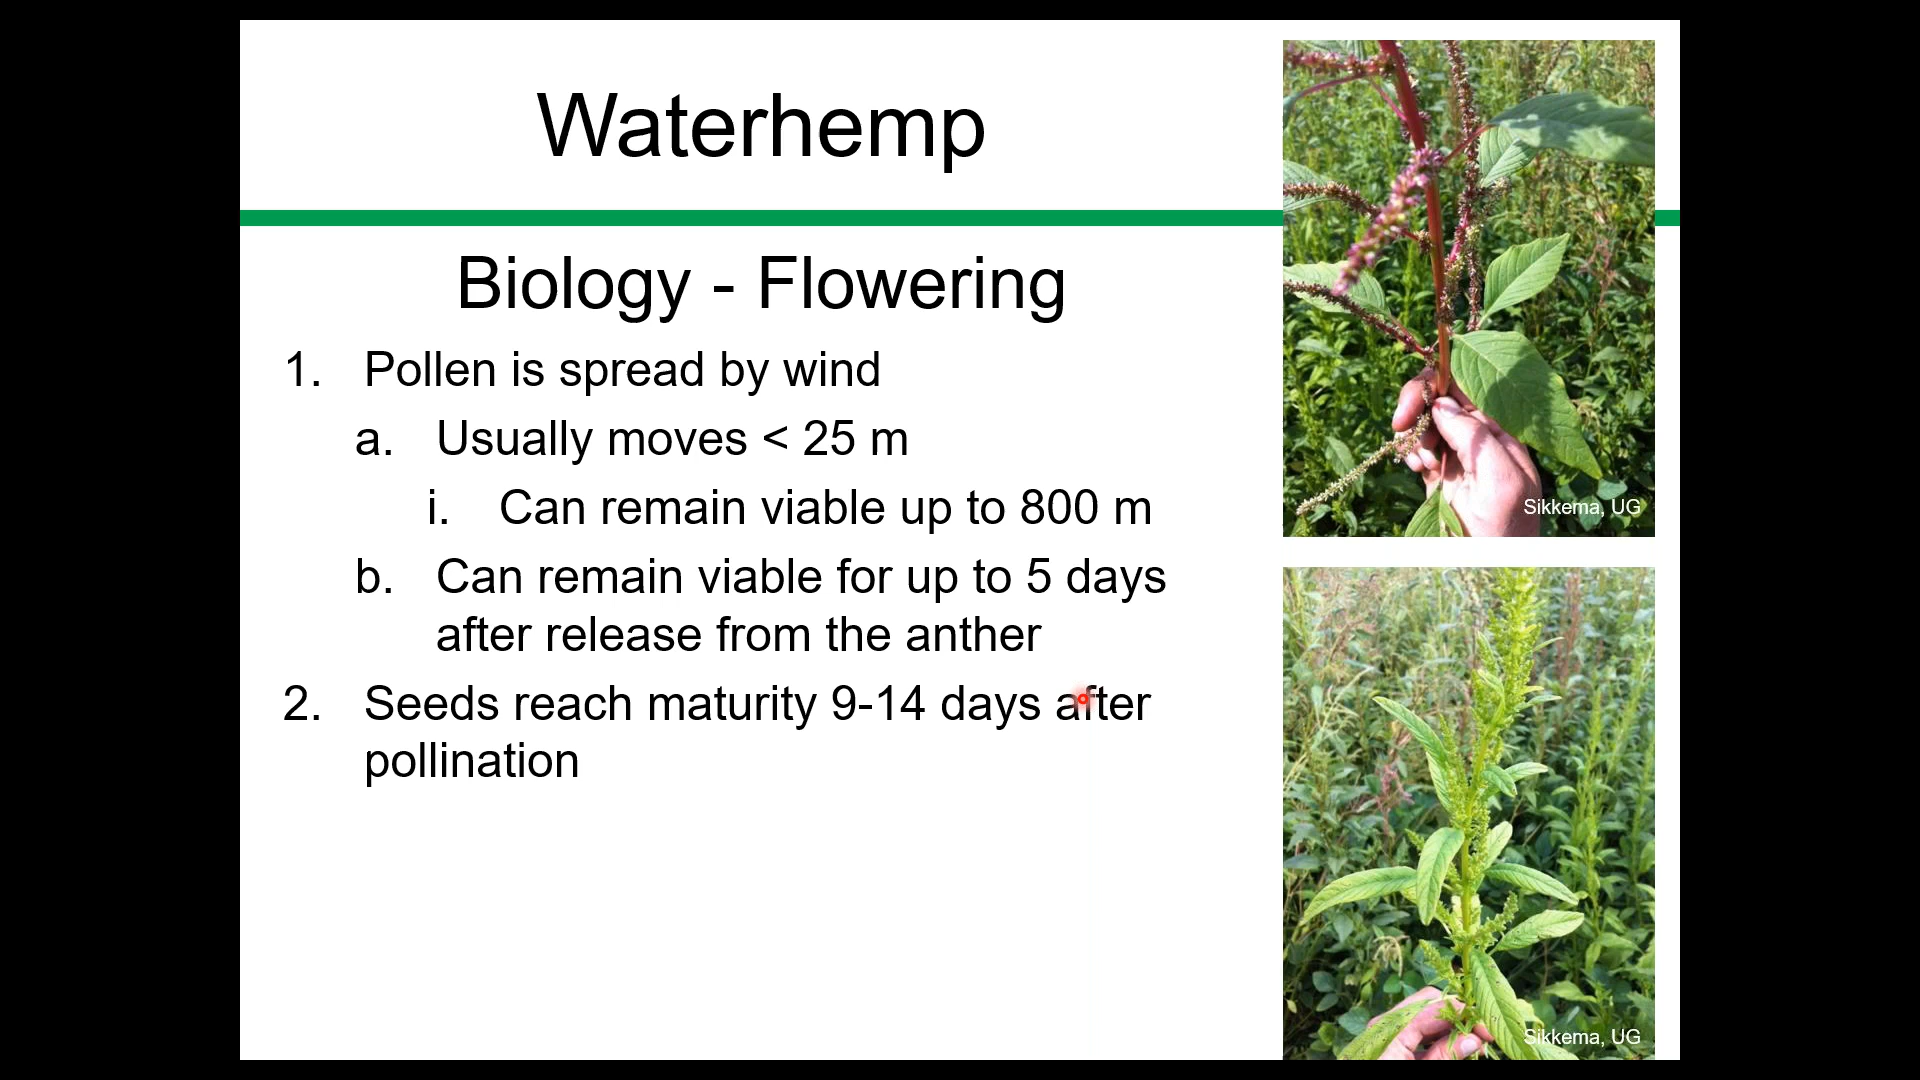 Waterhemp
Biology - Flowering
1. Pollen is spread by wind
a. Usually moves < 25 m
i. Can remain viable up to 800 m
b. Can remain viable for up to 5 days
after release from the anther
2. Seeds reach maturity 9-14 days after
pollination
Sikkema, UG
Sikkema, UG